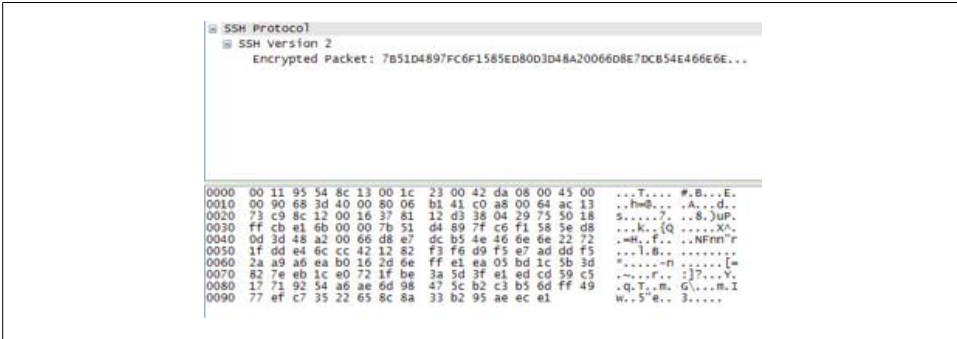 SSH Protocol
SSH Version 2
Encrypted Packet: 7B51D4897FC6F1585ED80D3D48A20066D8E7DCB54E466E6E...
0000 00 11 95 54 8c 13 00 1c 23 00 42 da 08 00 45 00 ...T.... #.B...E.
0010 00 90 68 3d 40 00 80 06 b1 41 c0 a8 00 64 ac 13 ..h=@... .A...d..
0020 73 c9 8c 12 00 16 37 81 12 d3 38 04 29 75 50 18 s.....7. ..8.)uP.
0030 ff cb e1 6b 00 00 7b 51 d4 89 7f c6 f1 58 5e d8 ...k..{Q .....X^.
0040 0d 3d 48 a2 00 66 d8 e7 dc b5 4e 46 6e 6e 22 72 .=H..f.. ..NFnn"r
0050 1f dd e4 6c cc 42 12 82 f3 f6 d9 f5 e7 ad dd f5 ...l.B.. ........
0060 2a a9 a6 ea b0 16 2d 6e ff e1 ea 05 bd 1c 5b 3d *.....-n ......[=
0070 82 7e eb 1c e0 72 1f be 3a 5d 3f e1 ed cd 59 c5 .~...r.. :]?...Y.
0080 17 71 92 54 a6 ae 6d 98 47 5c b2 c3 b5 6d ff 49 .q.T..m. G\...m.I
0090 77 ef c7 35 22 65 8c 8a 33 b2 95 ae ec e1 w..5"e.. 3.....